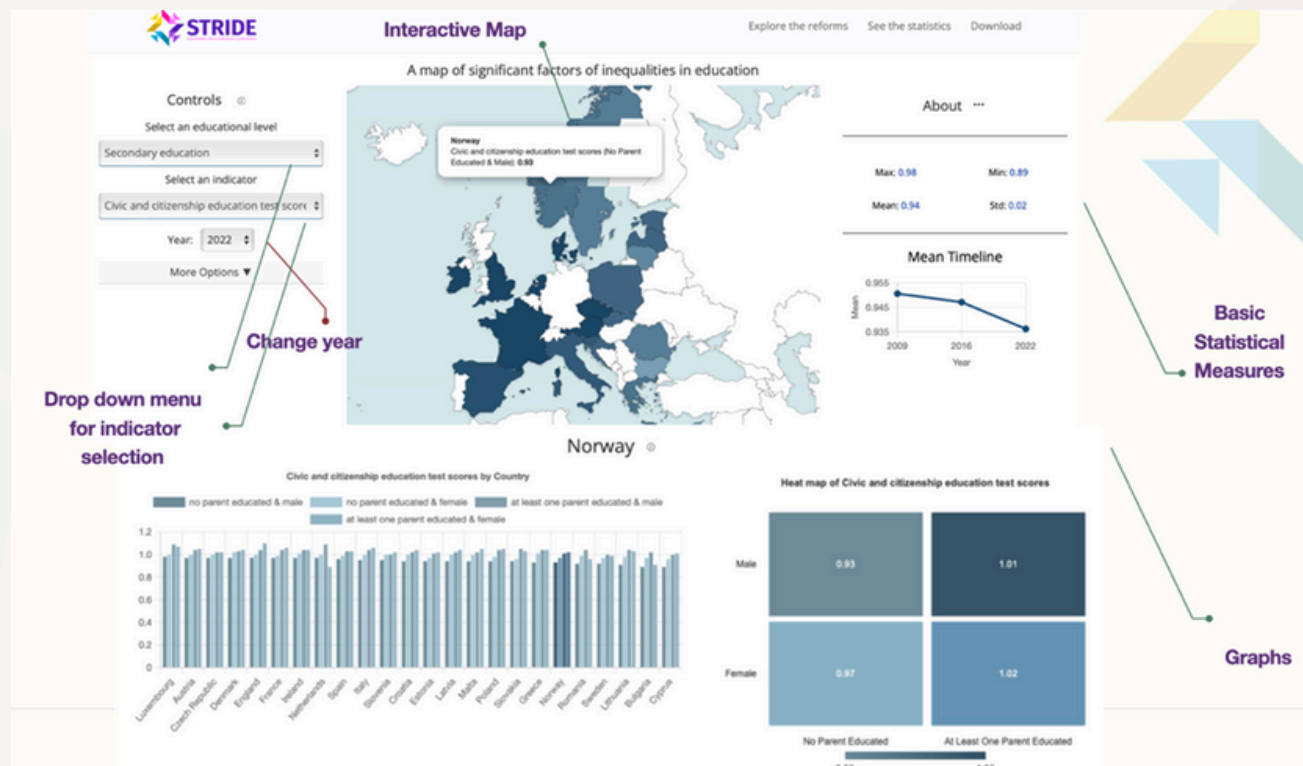 STRIDE
Interactive Map
Explore the reforms
See the statistics
Download
A map of significant factors of inequalities in education
Controls
Select an educational level
Secondary education
Select an indicator
Civic and citizenship education test score
Year: 2022
More Options ▼
Norway
Civic and citizenship education test scores (No Parent
Educated & Male): 0.93
About ...
Max: 0.98
Min: 0.89
Mean: 0.94
Std: 0.02
Mean Timeline
0.955
0.945
0.935
Mean
2009
2016
2022
Year
Change year
Drop down menu
for indicator
selection
Basic
Statistical
Measures
Norway
Civic and citizenship education test scores by Country
no parent educated & male
no parent educated & female
at least one parent educated & male
at least one parent educated & female
1.2
1.0
0.8
0.6
0.4
0.2
0
Luxembourg
Austria
Czech Republic
Denmark
England
France
Ireland
Netherlands
Spain
Italy
Slovenia
Croatia
Estonia
Latvia
Malta
Poland
Slovakia
Greece
Norway
Romania
Sweden
Lithuania
Bulgaria
Cyprus
Heat map of Civic and citizenship education test scores
Male
0.93
1.01
Female
0.97
1.02
No Parent Educated
At Least One Parent Educated
Graphs